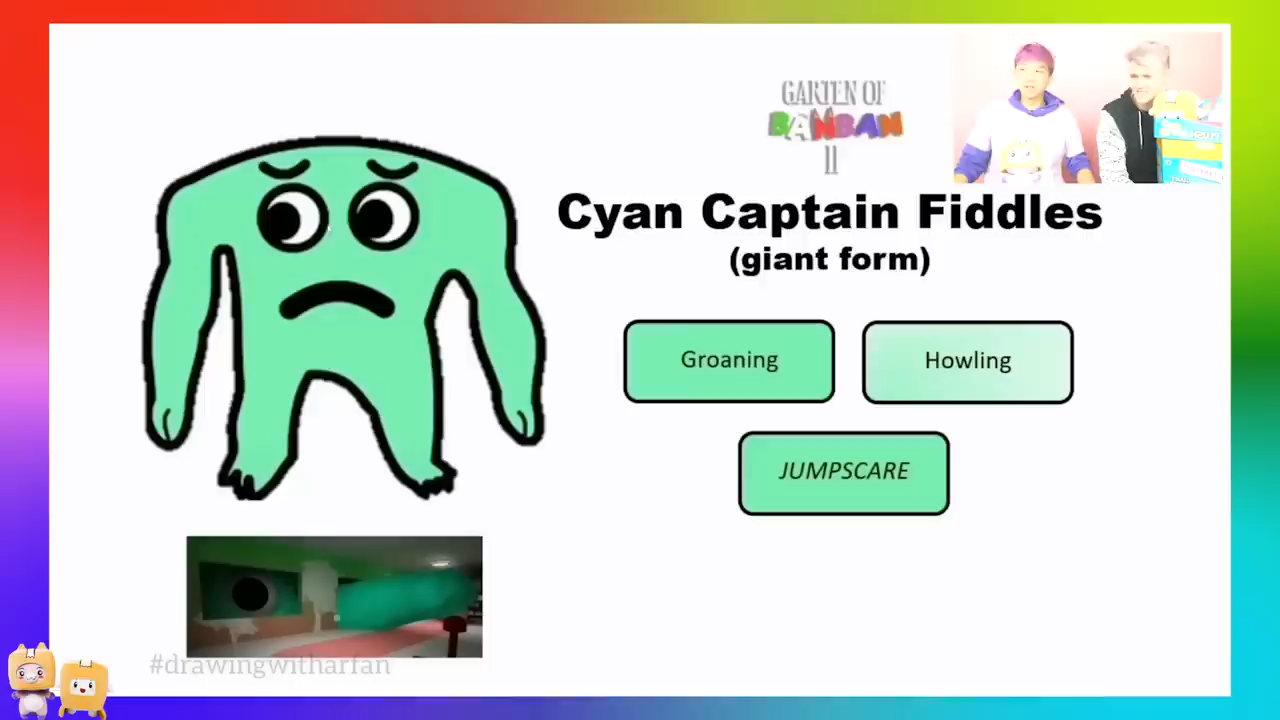 GARTEN OF
BANBAN
II
Cyan Captain Fiddles
(giant form)
Groaning
Howling
JUMPSCARE
#drawingwitharfan